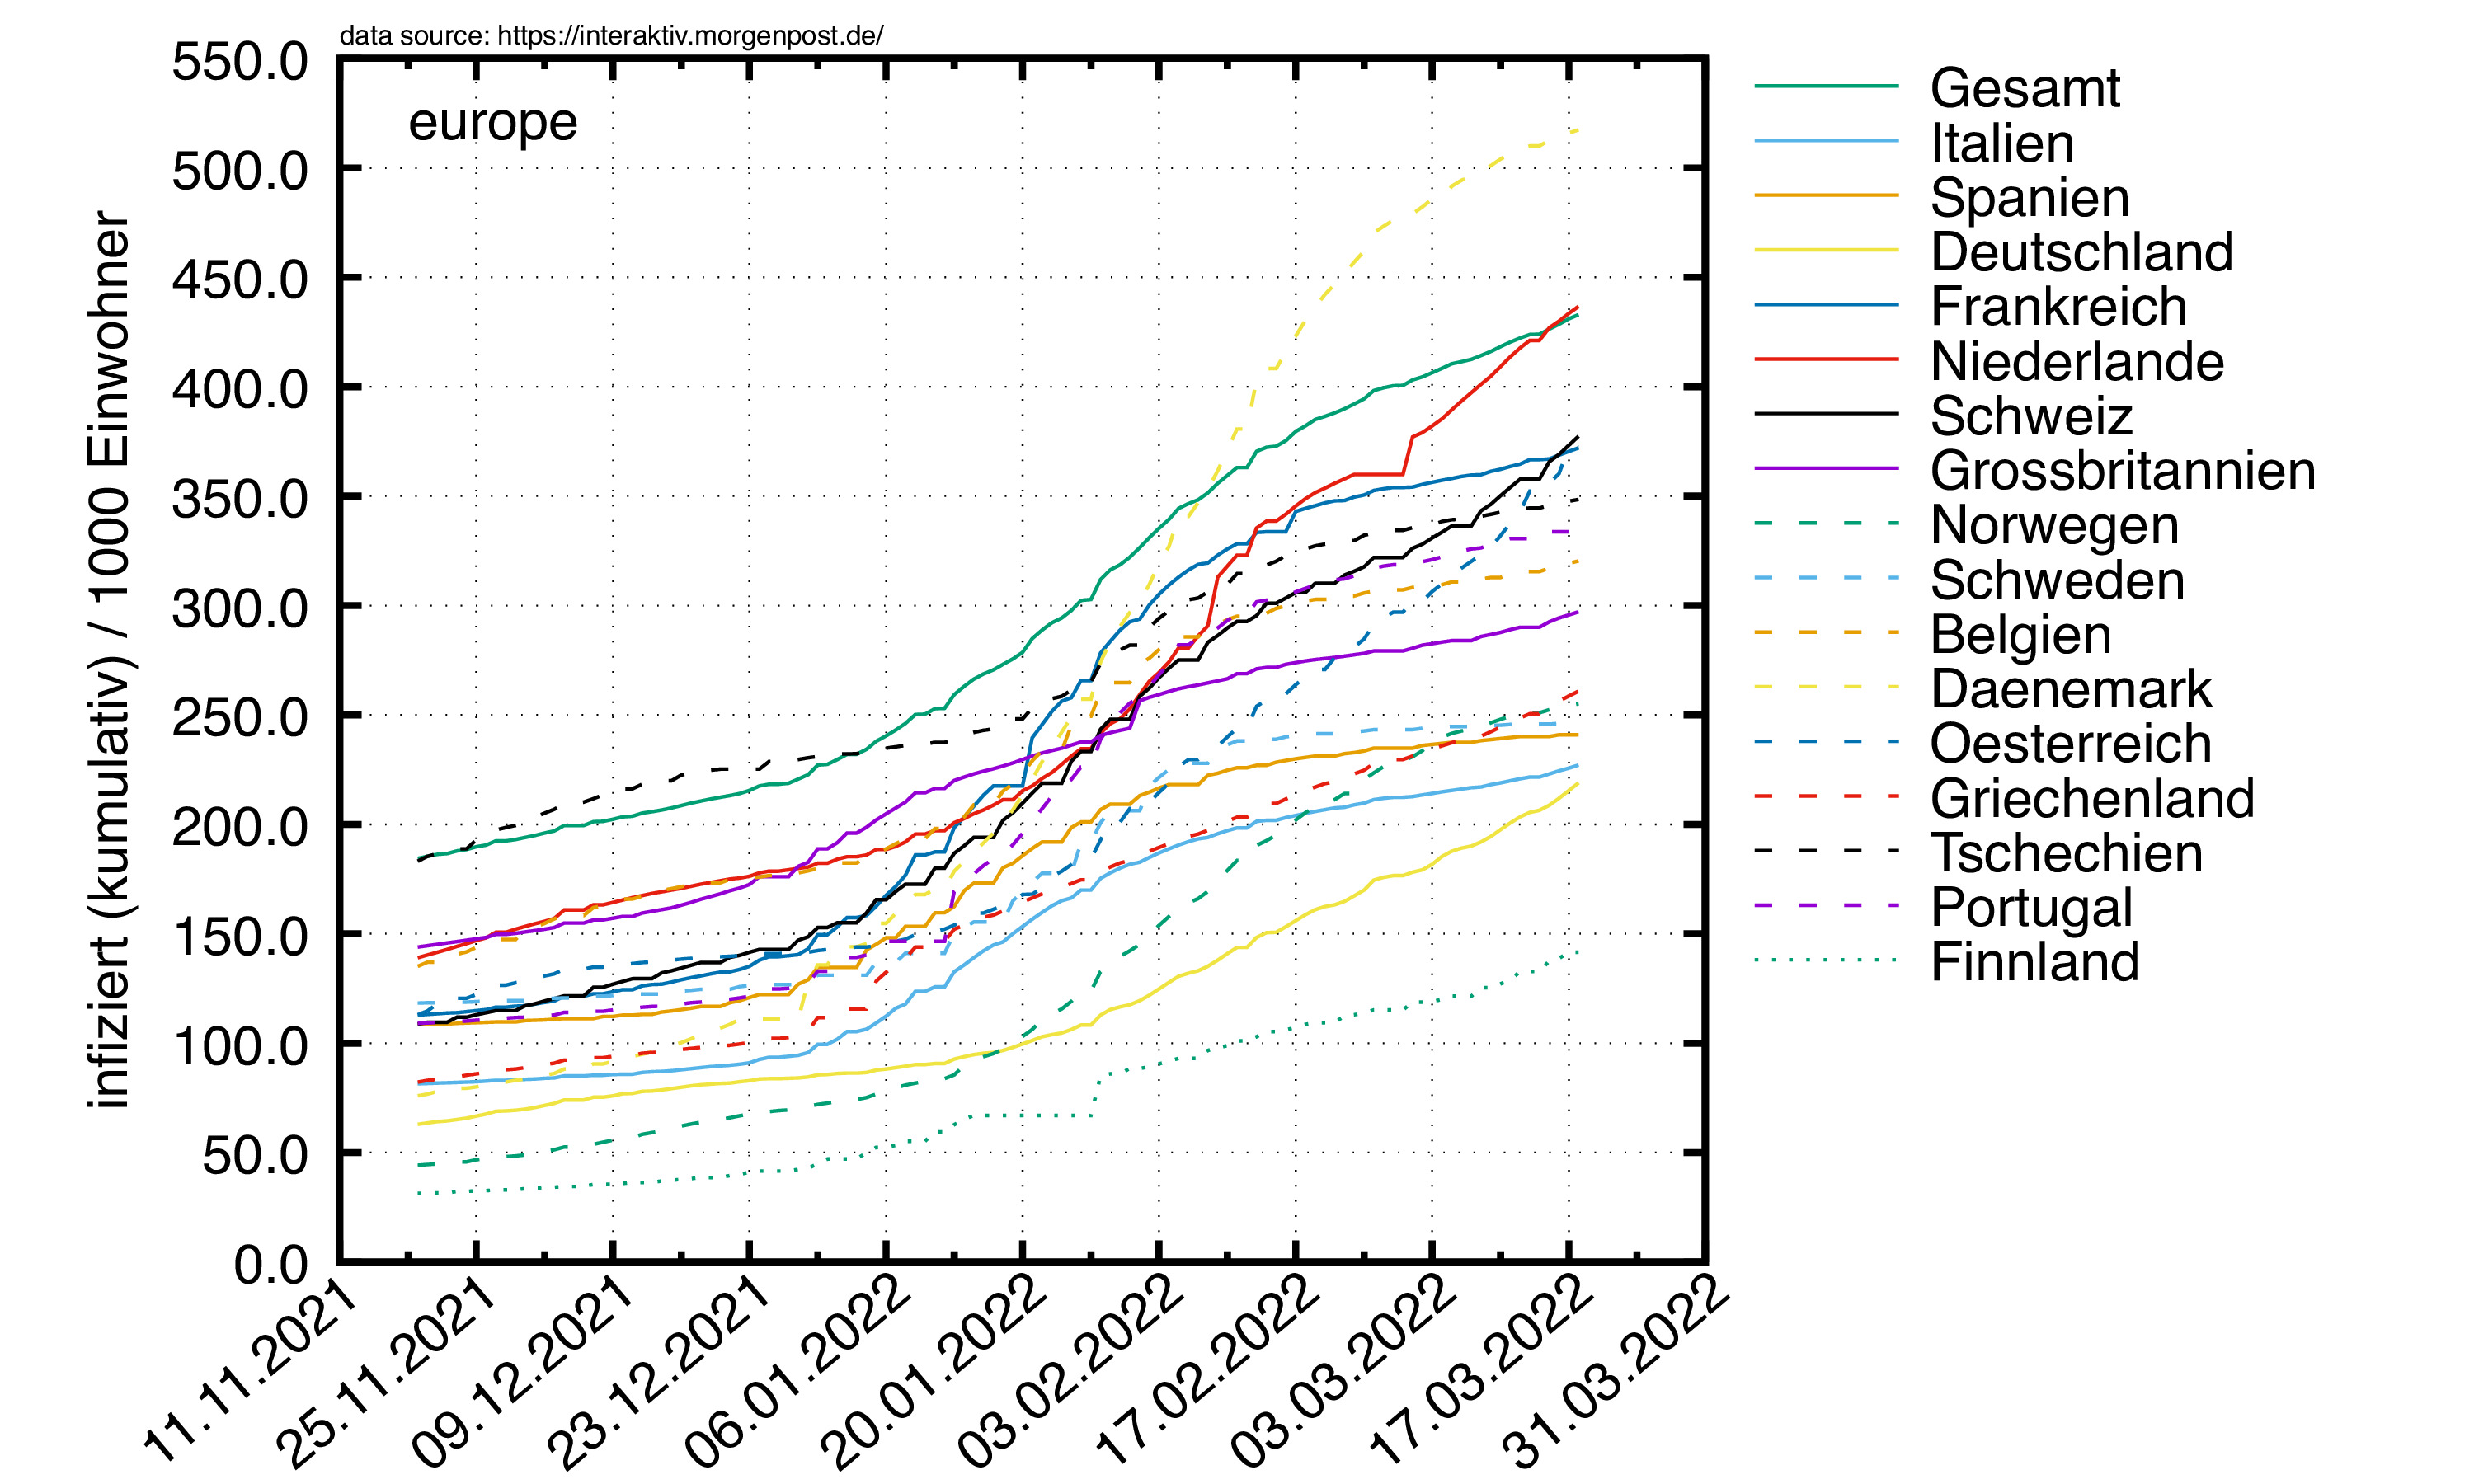 data source: https://interaktiv.morgenpost.de/
europe
infiziert (kumulativ) / 1000 Einwohner
550.0
500.0
450.0
400.0
350.0
300.0
250.0
200.0
150.0
100.0
50.0
0.0
11.11.2021
25.11.2021
09.12.2021
23.12.2021
06.01.2022
20.01.2022
03.02.2022
17.02.2022
03.03.2022
17.03.2022
31.03.2022
Gesamt
Italien
Spanien
Deutschland
Frankreich
Niederlande
Schweiz
Grossbritannien
Norwegen
Schweden
Belgien
Daenemark
Oesterreich
Griechenland
Tschechien
Portugal
Finnland